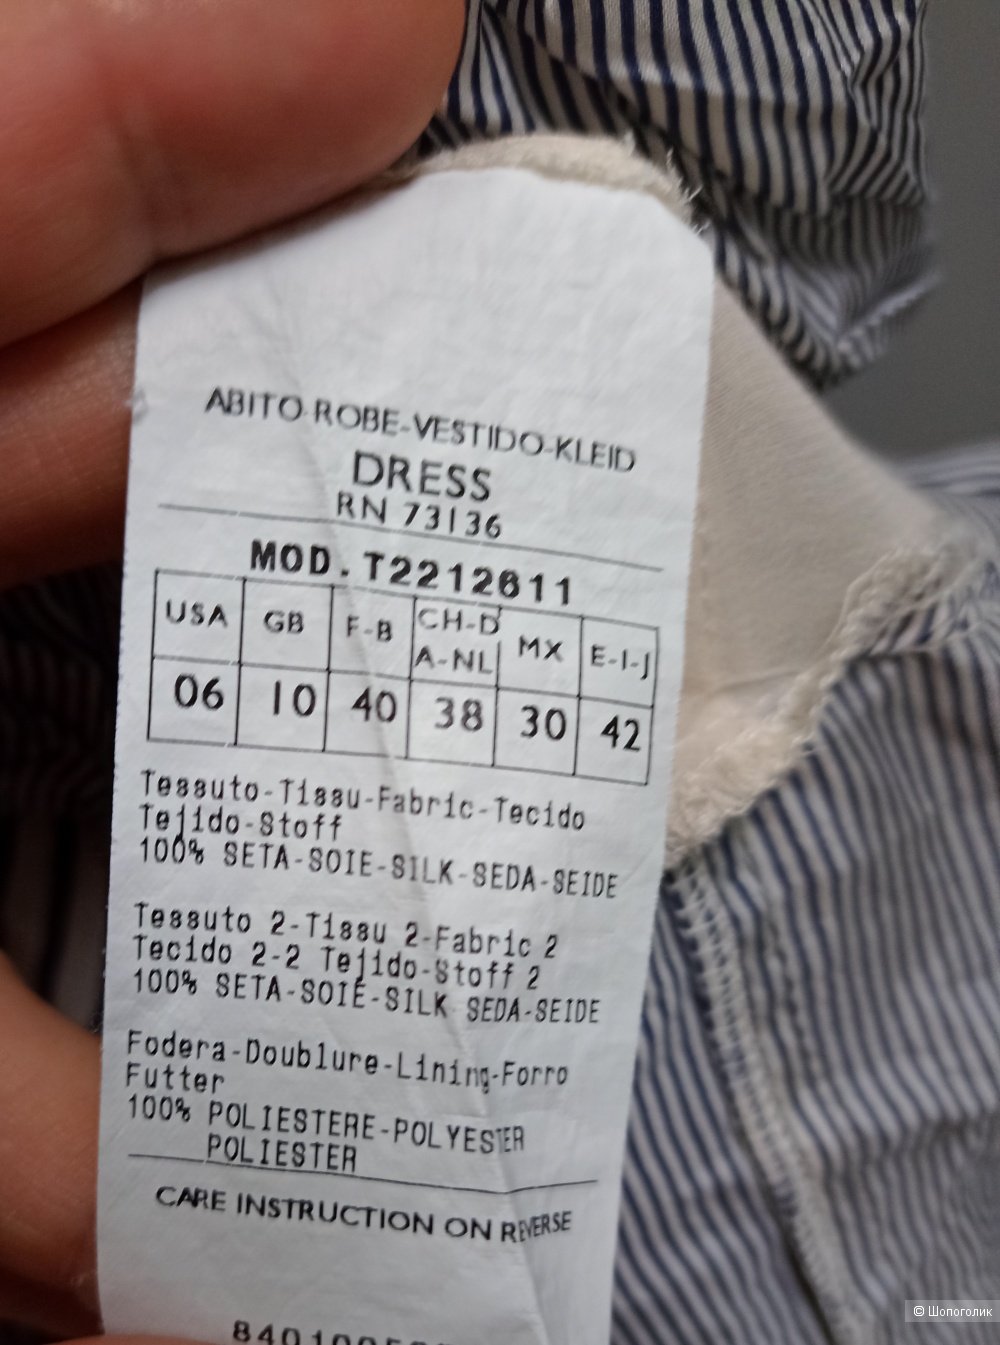 ABITO-ROBE-VESTIDO-KLEID
DRESS
RN 73136
MOD.T2212611
USA GB F-B CH-D A-NL MX E-I-J
06 10 40 38 30 42
Tessuto-Tissu-Fabric-Tecido
Tejido-Stoff
100% SETA-SOIE-SILK-SEDA-SEIDE
Tessuto 2-Tissu 2-Fabric 2
Tecido 2-2 Tejido-Stoff 2
100% SETA-SOIE-SILK SEDA-SEIDE
Fodera-Doublure-Lining-Forro
Futter
100% POLIESTERE-POLYESTER
POLIESTER
CARE INSTRUCTION ON REVERSE
© Шопоголик